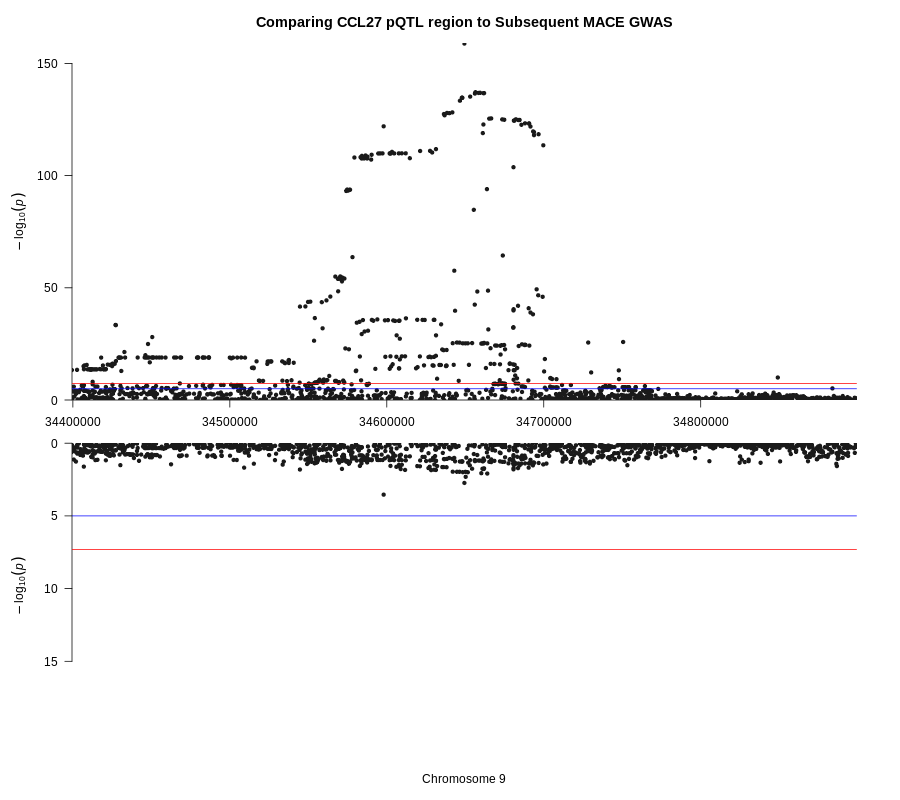 Comparing CCL27 pQTL region to Subsequent MACE GWAS
150
100
50
0
− log10(p)
34400000 34500000 34600000 34700000 34800000
0
5
10
15
− log10(p)
Chromosome 9